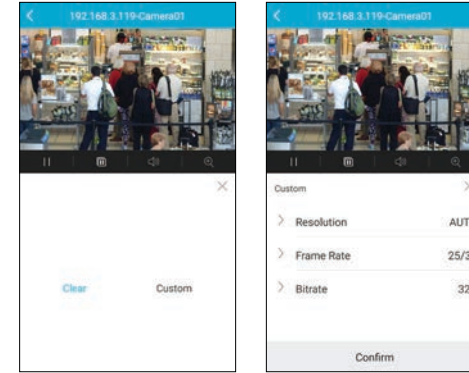 192.168.3.119-Camera01
Clear
Custom
192.168.3.119-Camera01
Custom
Resolution
AUT
Frame Rate
25/3
Bitrate
32
Confirm